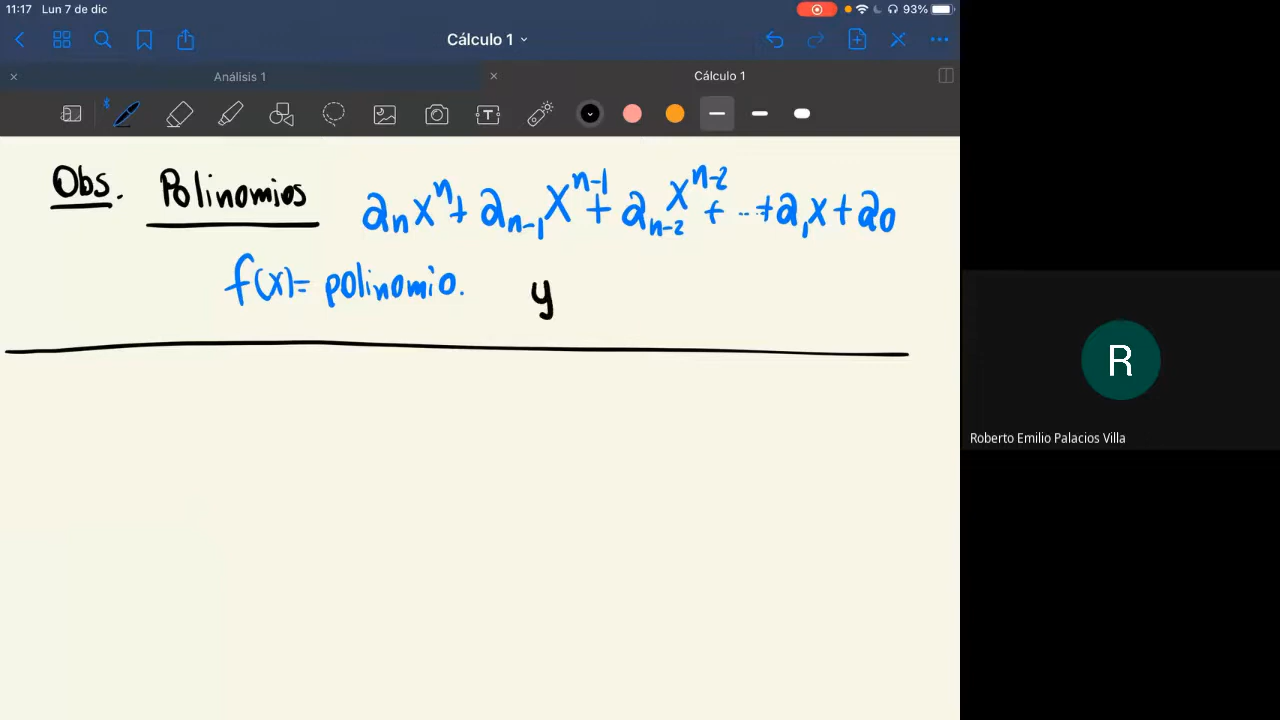 11:17 Lun 7 de dic
93%
Cálculo 1
Análisis 1
Cálculo 1
T
Obs. Polinomios aₙxⁿ + aₙ₋₁xⁿ⁻¹ + aₙ₋₂xⁿ⁻² + ... + a₁x + a₀
f(x) = polinomio. y
R
Roberto Emilio Palacios Villa